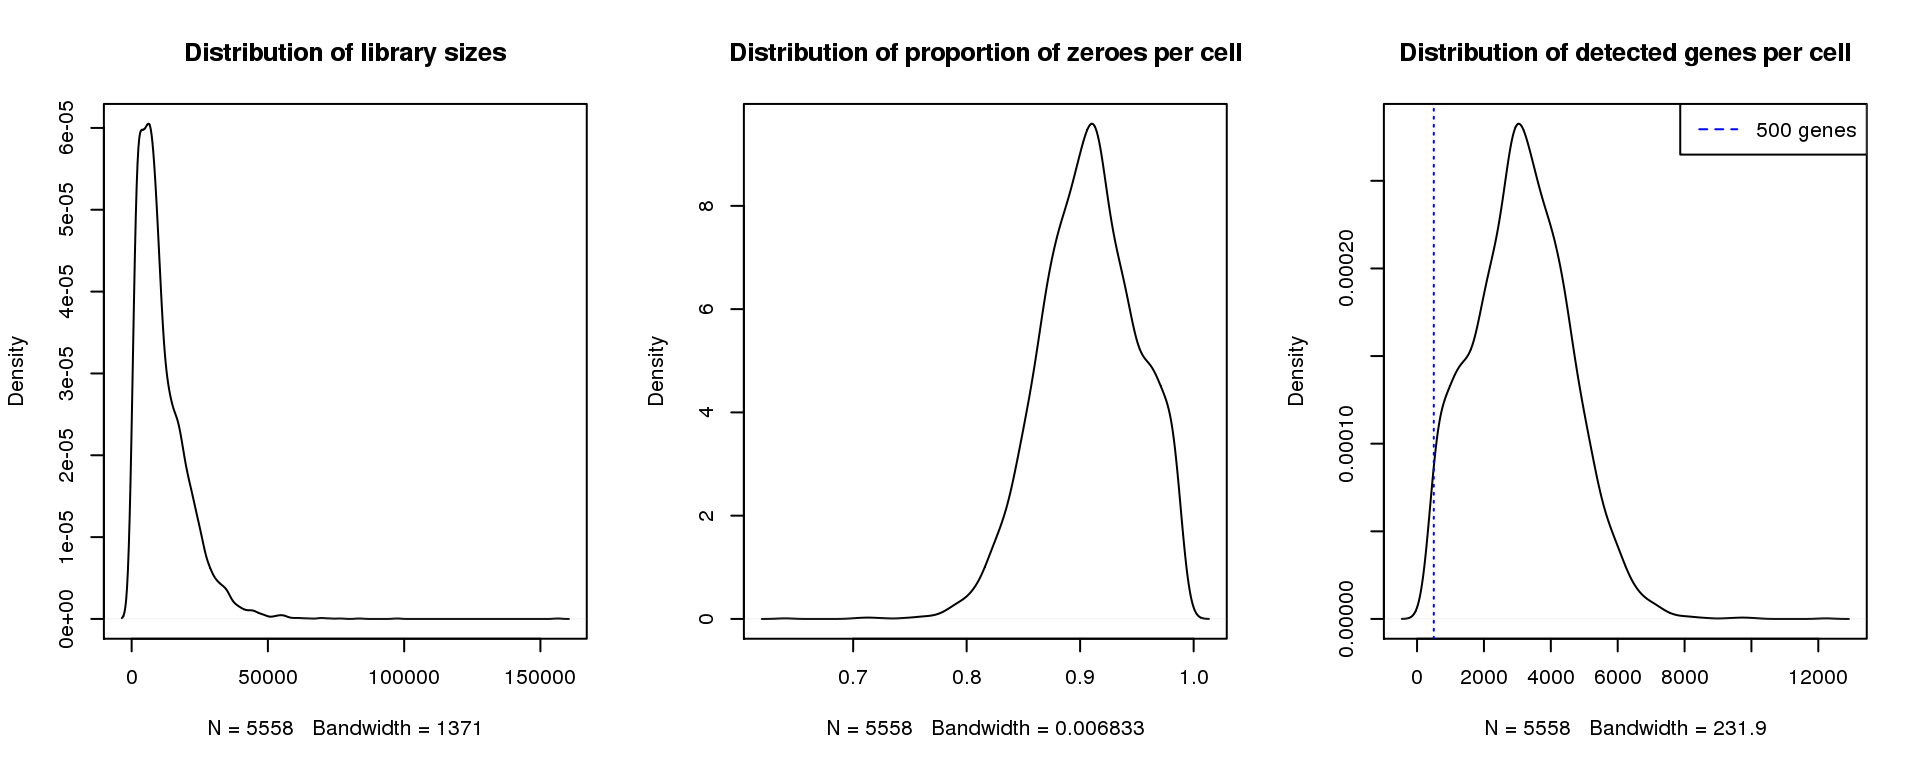 Distribution of library sizes
Density
0e+00 1e-05 2e-05 3e-05 4e-05 5e-05 6e-05
0 50000 100000 150000
N = 5558 Bandwidth = 1371
Distribution of proportion of zeroes per cell
Density
0 2 4 6 8
0.7 0.8 0.9 1.0
N = 5558 Bandwidth = 0.006833
Distribution of detected genes per cell
500 genes
Density
0.00000 0.00010 0.00020
0 2000 4000 6000 8000 12000
N = 5558 Bandwidth = 231.9